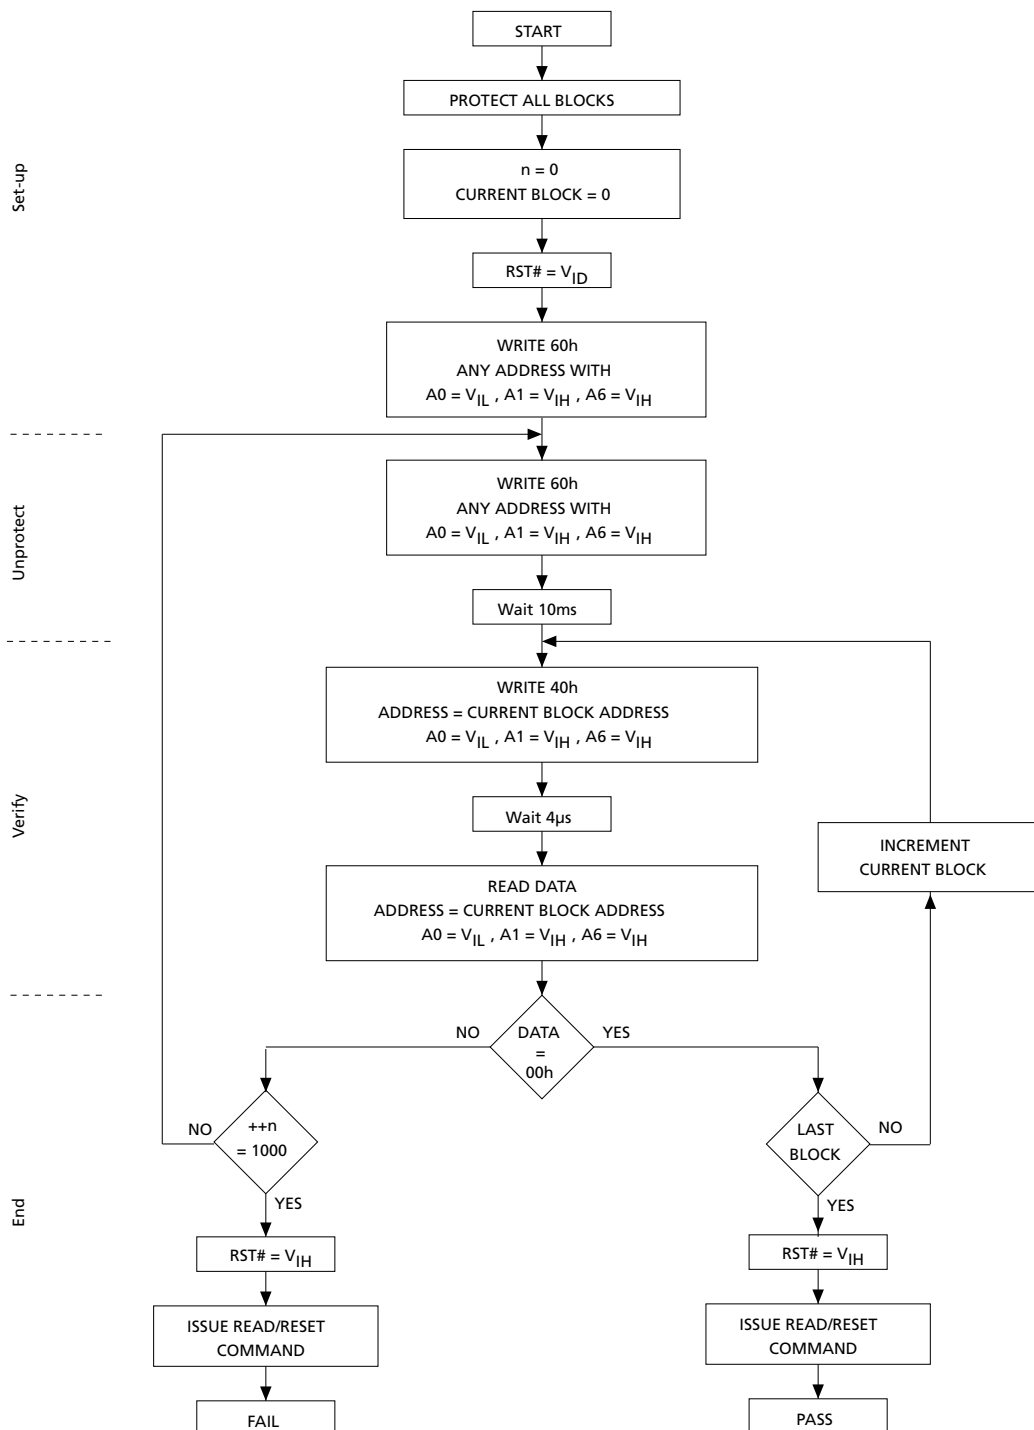 START
PROTECT ALL BLOCKS
n = 0
CURRENT BLOCK = 0
Set-up
RST# = VID
WRITE 60h
ANY ADDRESS WITH
A0 = VIL , A1 = VIH , A6 = VIH
WRITE 60h
ANY ADDRESS WITH
A0 = VIL , A1 = VIH , A6 = VIH
Unprotect
Wait 10ms
WRITE 40h
ADDRESS = CURRENT BLOCK ADDRESS
A0 = VIL , A1 = VIH , A6 = VIH
Verify
Wait 4µs
INCREMENT
CURRENT BLOCK
READ DATA
ADDRESS = CURRENT BLOCK ADDRESS
A0 = VIL , A1 = VIH , A6 = VIH
NO
DATA
=
00h
YES
NO
++n
= 1000
LAST
BLOCK
NO
End
YES
YES
RST# = VIH
RST# = VIH
ISSUE READ/RESET
COMMAND
ISSUE READ/RESET
COMMAND
FAIL
PASS